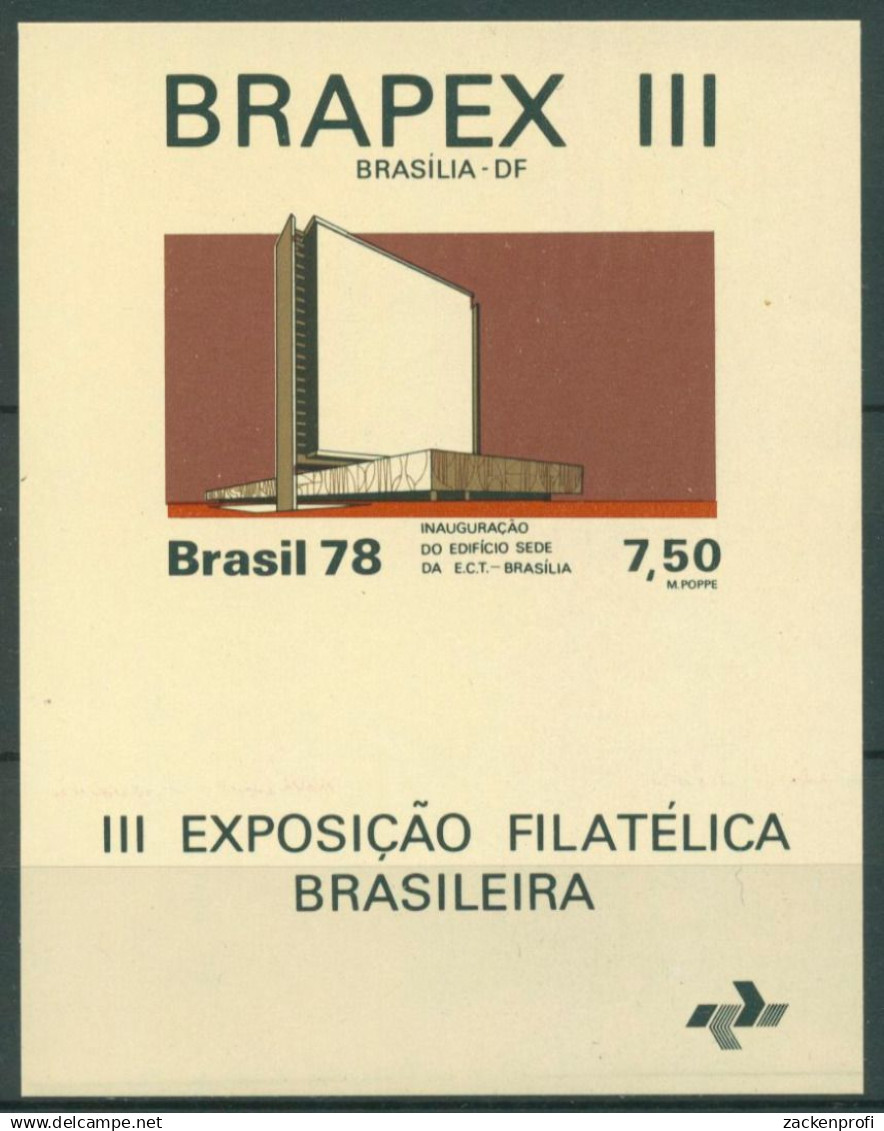 BRAPEX III
BRASÍLIA - DF
INAUGURAÇÃO
DO EDIFÍCIO SEDE
DA E.C.T. - BRASÍLIA
Brasil 78
7,50
M. POPPE
III EXPOSIÇÃO FILATÉLICA
BRASILEIRA
www.delcampe.net
zackenprofi